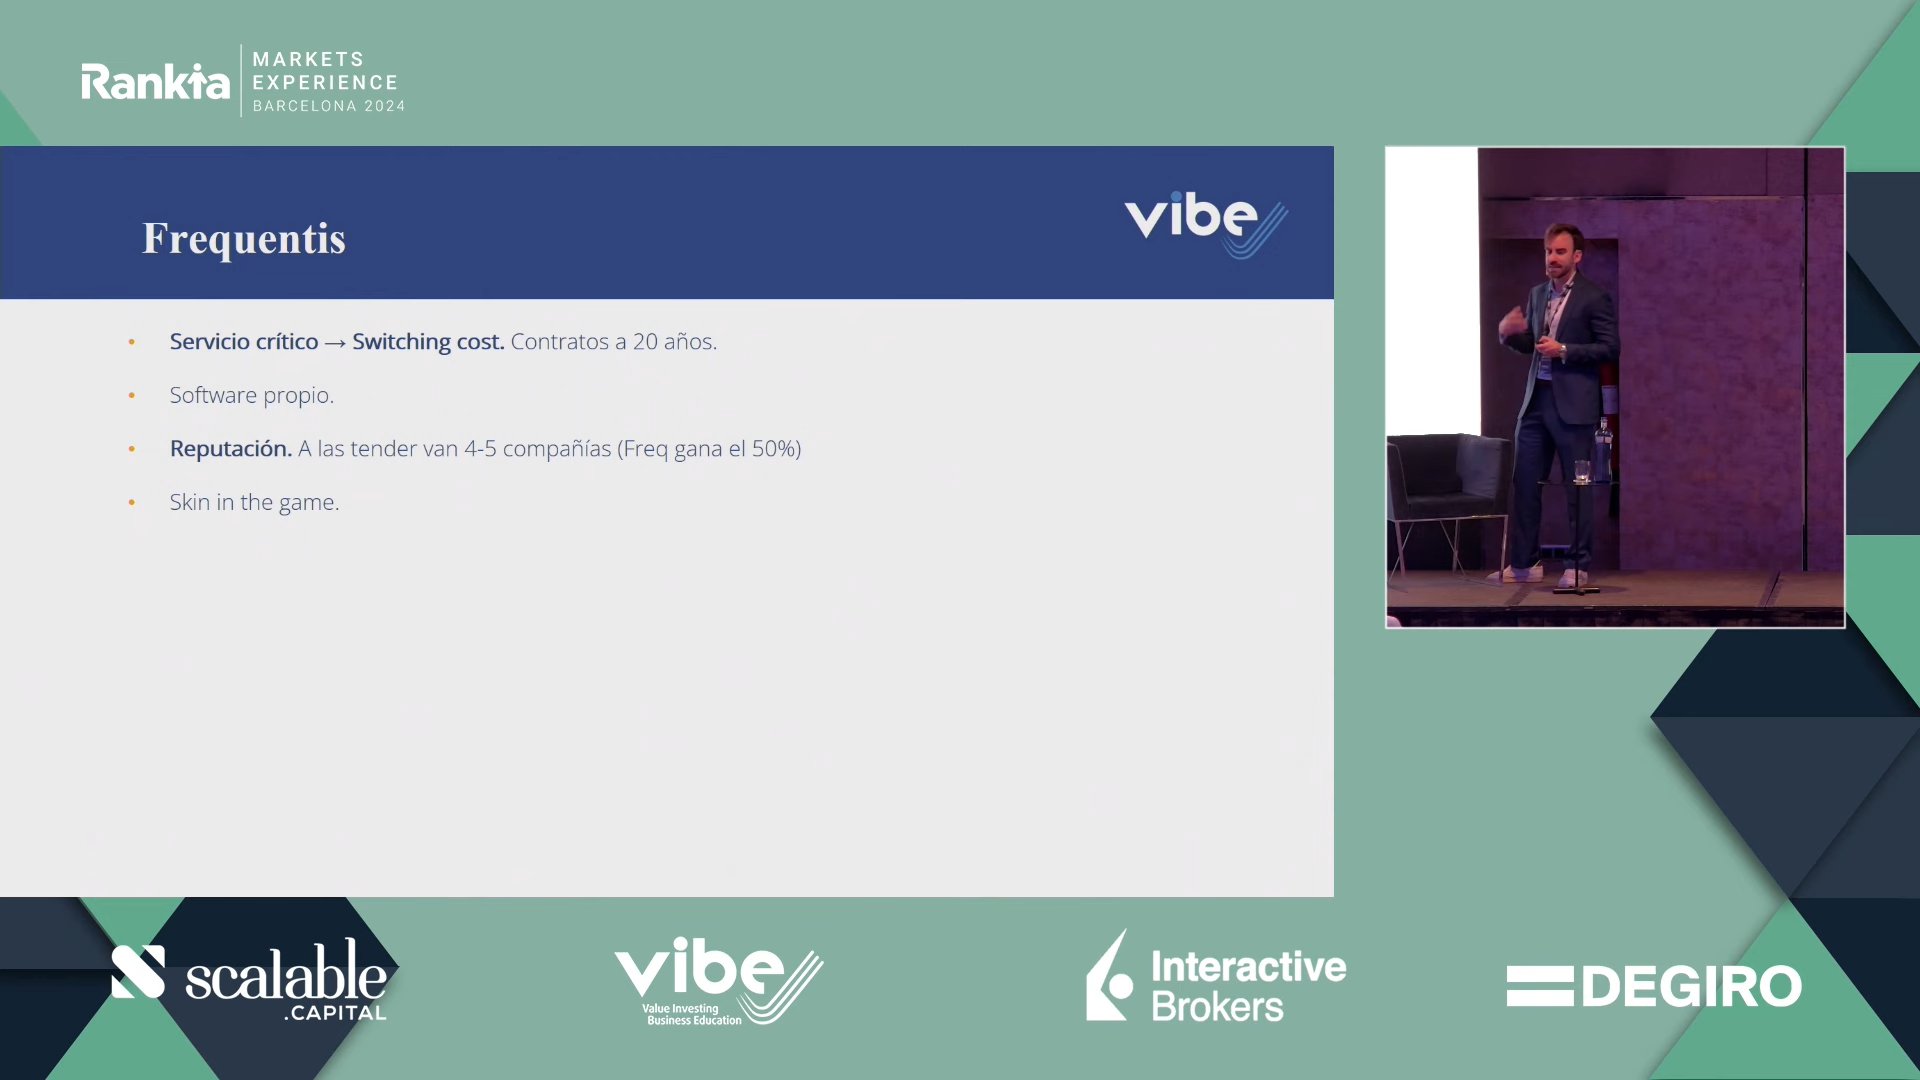 Rankia
MARKETS
EXPERIENCE
BARCELONA 2024
Frequentis
vibe
• Servicio crítico → Switching cost. Contratos a 20 años.
• Software propio.
• Reputación. A las tender van 4-5 compañías (Freq gana el 50%)
• Skin in the game.
scalable
.CAPITAL
vibe
Value Investing
Business Education
Interactive
Brokers
DEGIRO